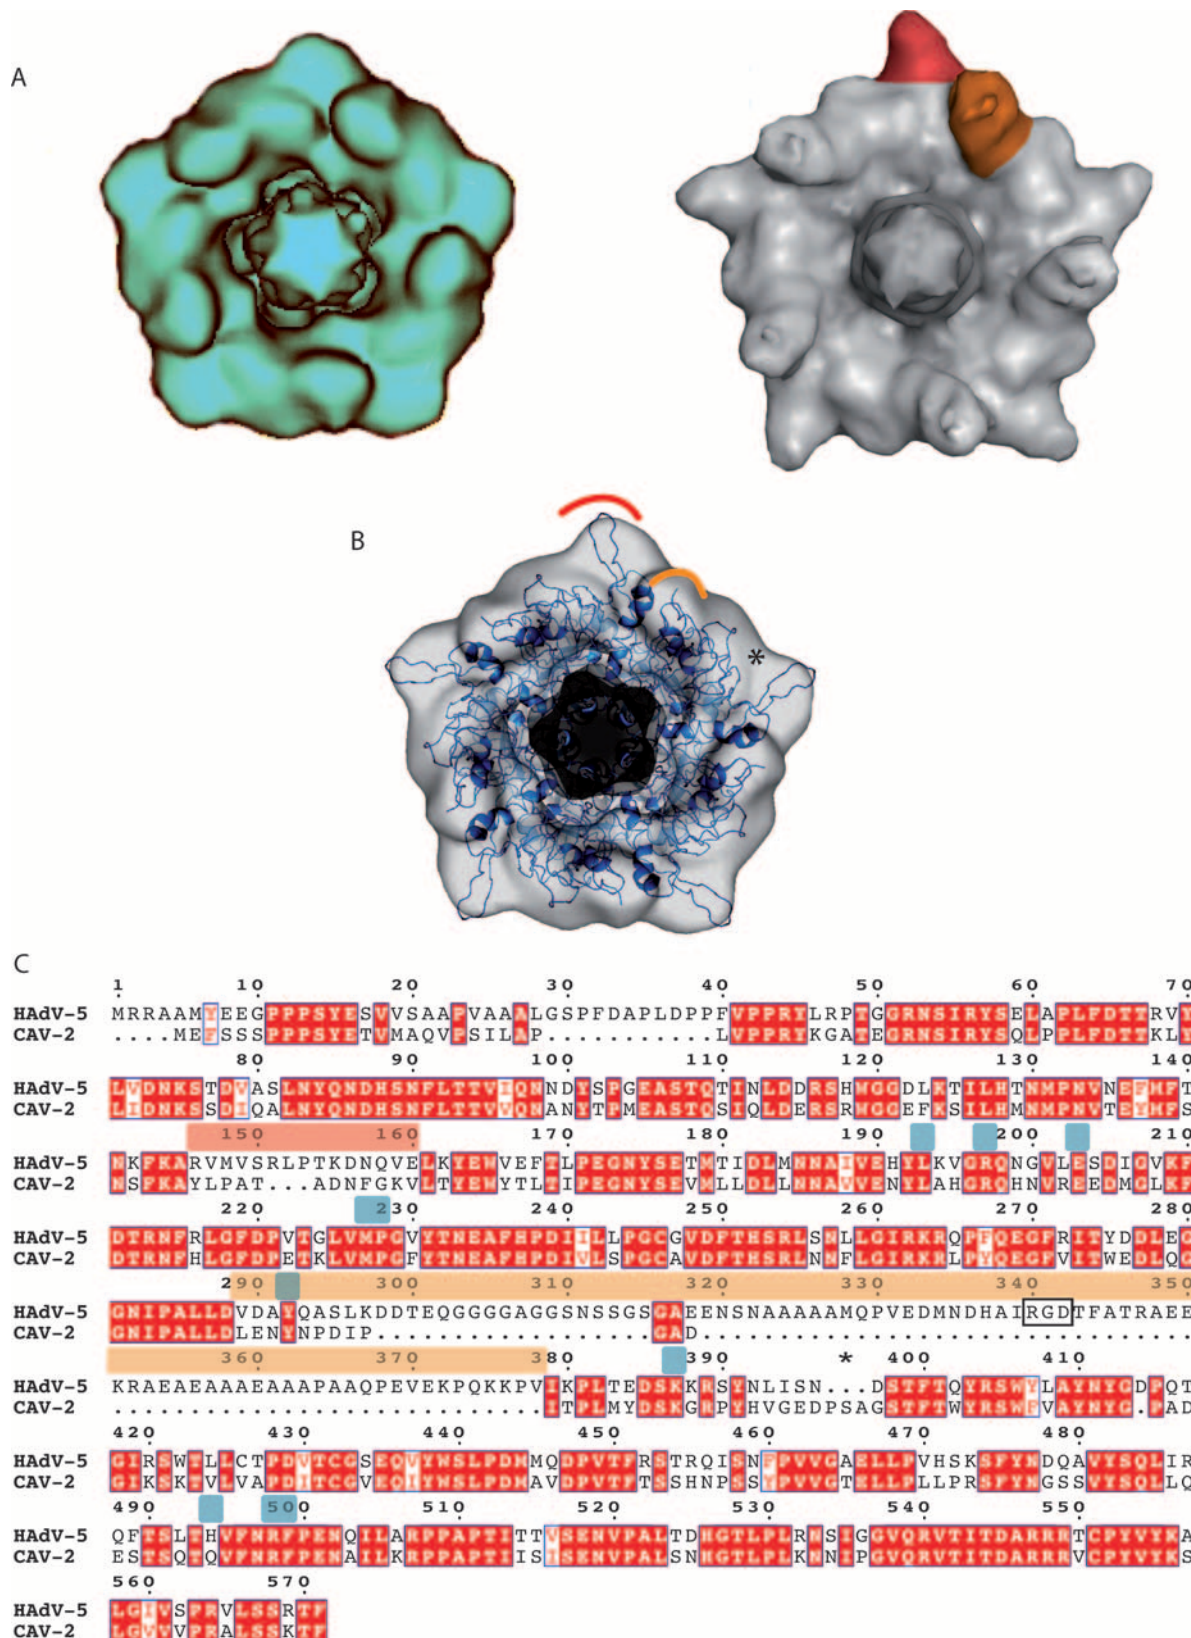 A
B
*
C
1 10 20 30 40 50 60 70
HAdV-5 MRRAAMYEEGPPPSYESVVSAAPVAAALGSPFDAPLDPPFVPPRYLRPTGGRNSIRYSELAPLFDTTRVY
CAV-2 ....MEFSSSPPPSYETVMAQVPSILAP............LVPPRYKGATEGRNSIRYSQLPPLYDTTKLY
80 90 100 110 120 130 140
HAdV-5 LVDNKSTDVASLNYQNDHSNFLTTVIQNNDYSPGEASTQTINLDDRSHWGGDLKTILHTNMPNVNEFMFT
CAV-2 LIDNKSSDIQALNYQNDHSNFLTTVVQNANYTPMEASTQSIQLDERSRWGGEFKSILHMNMPNVTEYMFS
150 160 170 180 190 200 210
HAdV-5 NKFKARVMVSRLPTKDNQVELKYEWVEFTLPEGNYSETMTIDLMNNAIVEHYLKVGRQNGVLESDIGVKF
CAV-2 NSFKAYLPAT...ADNFGKVLTYEWYTLTIPEGNYSEVMLLDLLNNAVVENYLAHGRQHNVREEDMGLKF
220 230 240 250 260 270 280
HAdV-5 DTRNFRLGFDPVTGLVMPGVYTNEAFHPDIILLPGCGVDFTHSRLSNLLGIRKRQPFQEGFRITYDDLEG
CAV-2 DTRNFHLGFDPETKLVMPGFYTNEAFHPDIVLSPGCAVDFTHSRLNNFLGIRKRLPYQEGFVITWEDLQG
290 300 310 320 330 340 350
HAdV-5 GNIPALLDVDAYQASLKDDTEQGGGGAGGSNSSGSGAEENSNAAAAAMQPVEDMNDHAIRGDTFATRAEE
CAV-2 GNIPALLDLENYNPDIP..................GAD................................
360 370 380 390 * 400 410
HAdV-5 KRAEAEAAAEAAAPAAQPEVEKPQKKPVIKPLTEDSKKRSYNLISN...DSTFTQYRSWYLAYNYGDPQT
CAV-2 ............................ITPLMYDSKGRPYHVGEDPSAGSTFTWYRSWFVAYNYG.PAD
420 430 440 450 460 470 480
HAdV-5 GIRSWTLLCTPDVTCGSEQVYWSLPDMMQDPVTFRSTRQISNFPVVGAELLPVHSKSFYNDQAVYSQLIR
CAV-2 GIKSKTVLVAPDITCGVEQIYWSLPDMAVDPVTFTSSHNPSSYPVVGTELLPLLPRSFYNGSSVYSQLLQ
490 50 510 520 530 540 550
HAdV-5 QFTSLTHVFNRFPENQILARPPAPTITTVSENVPALTDHGTLPLRNSIGGVQRVTITDARRRTCPYVYKA
CAV-2 ESTSQTQVFNRFPENAILKRPPAPTIISISENVPALSNHGTLPLKNNIPGVQRVTITDARRRVCPYVYKS
560 570
HAdV-5 LGIVSPRVLSSRTF
CAV-2 LGVVVPRALSSKTF